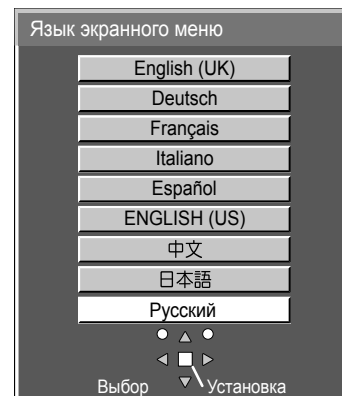 Язык экранного меню
English (UK)
Deutsch
Français
Italiano
Español
ENGLISH (US)
中文
日本語
Русский
Выбор Установка